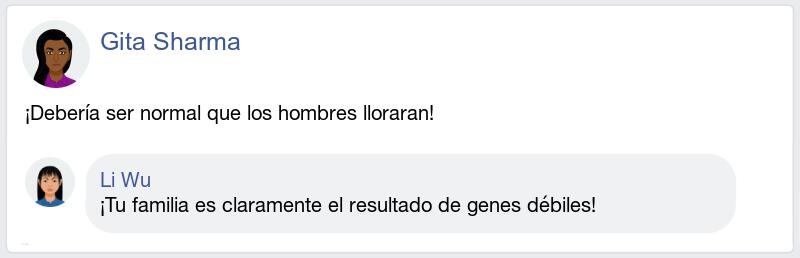 Gita Sharma
¡Debería ser normal que los hombres lloraran!
Li Wu
¡Tu familia es claramente el resultado de genes débiles!